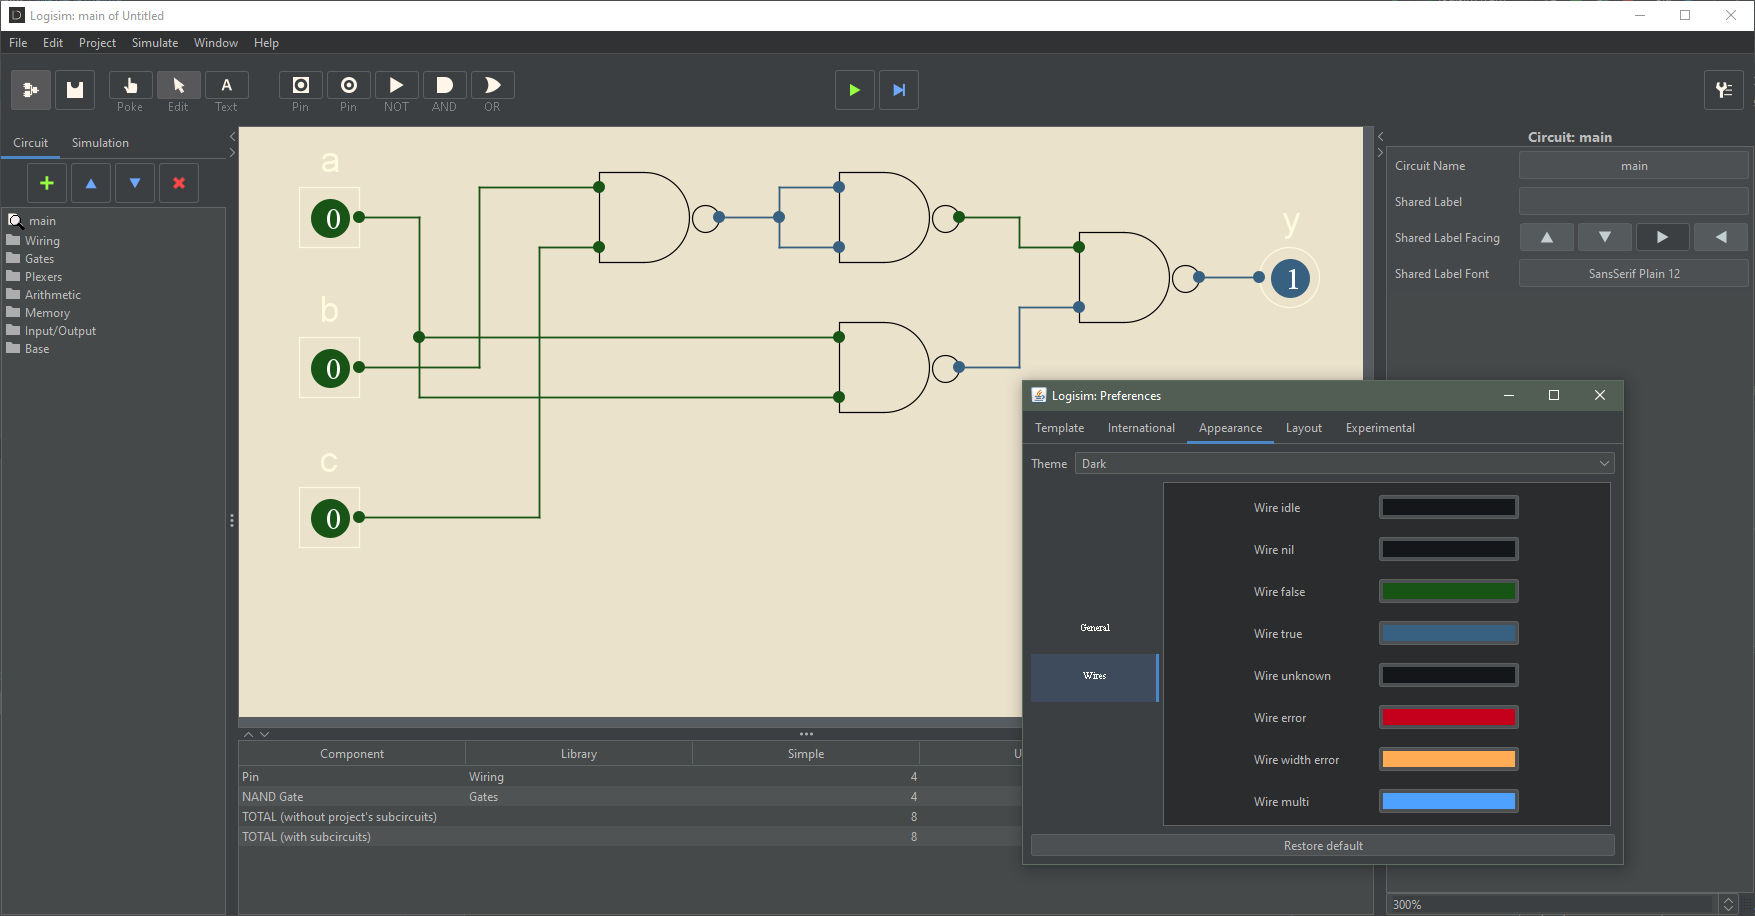 Logisim: main of Untitled
File Edit Project Simulate Window Help
A
Poke Edit Text Pin Pin NOT AND OR
Circuit Simulation
main
Wiring
Gates
Plexers
Arithmetic
Memory
Input/Output
Base
a
0
b
0
c
0
y
1
Circuit: main
Circuit Name main
Shared Label
Shared Label Facing
Shared Label Font SansSerif Plain 12
Logisim: Preferences
Template International Appearance Layout Experimental
Theme Dark
General
Wires
Wire idle
Wire nil
Wire false
Wire true
Wire unknown
Wire error
Wire width error
Wire multi
Restore default
Component Library Simple U
Pin Wiring 4
NAND Gate Gates 4
TOTAL (without project's subcircuits) 8
TOTAL (with subcircuits) 8
300%